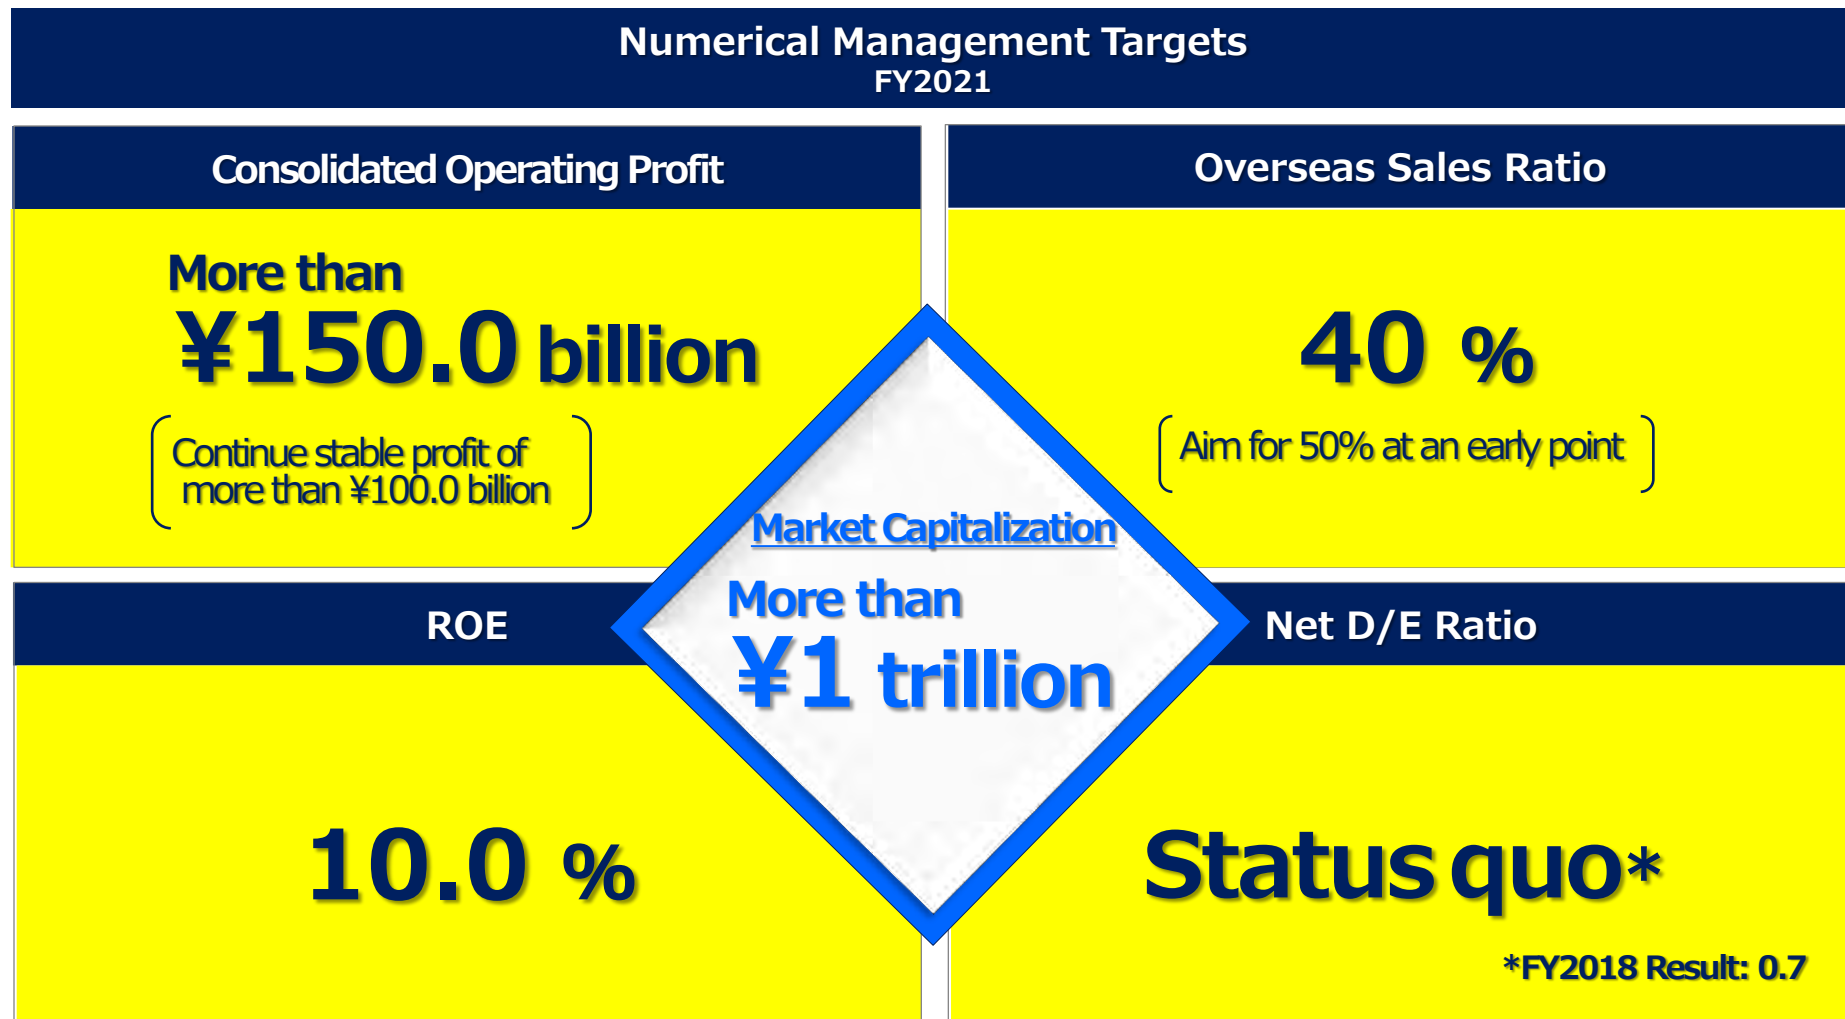 Numerical Management Targets
FY2021
Consolidated Operating Profit
More than
¥150.0 billion
Continue stable profit of
more than ¥100.0 billion
Overseas Sales Ratio
40 %
Aim for 50% at an early point
Market Capitalization
More than
¥1 trillion
ROE
10.0 %
Net D/E Ratio
Status quo*
*FY2018 Result: 0.7